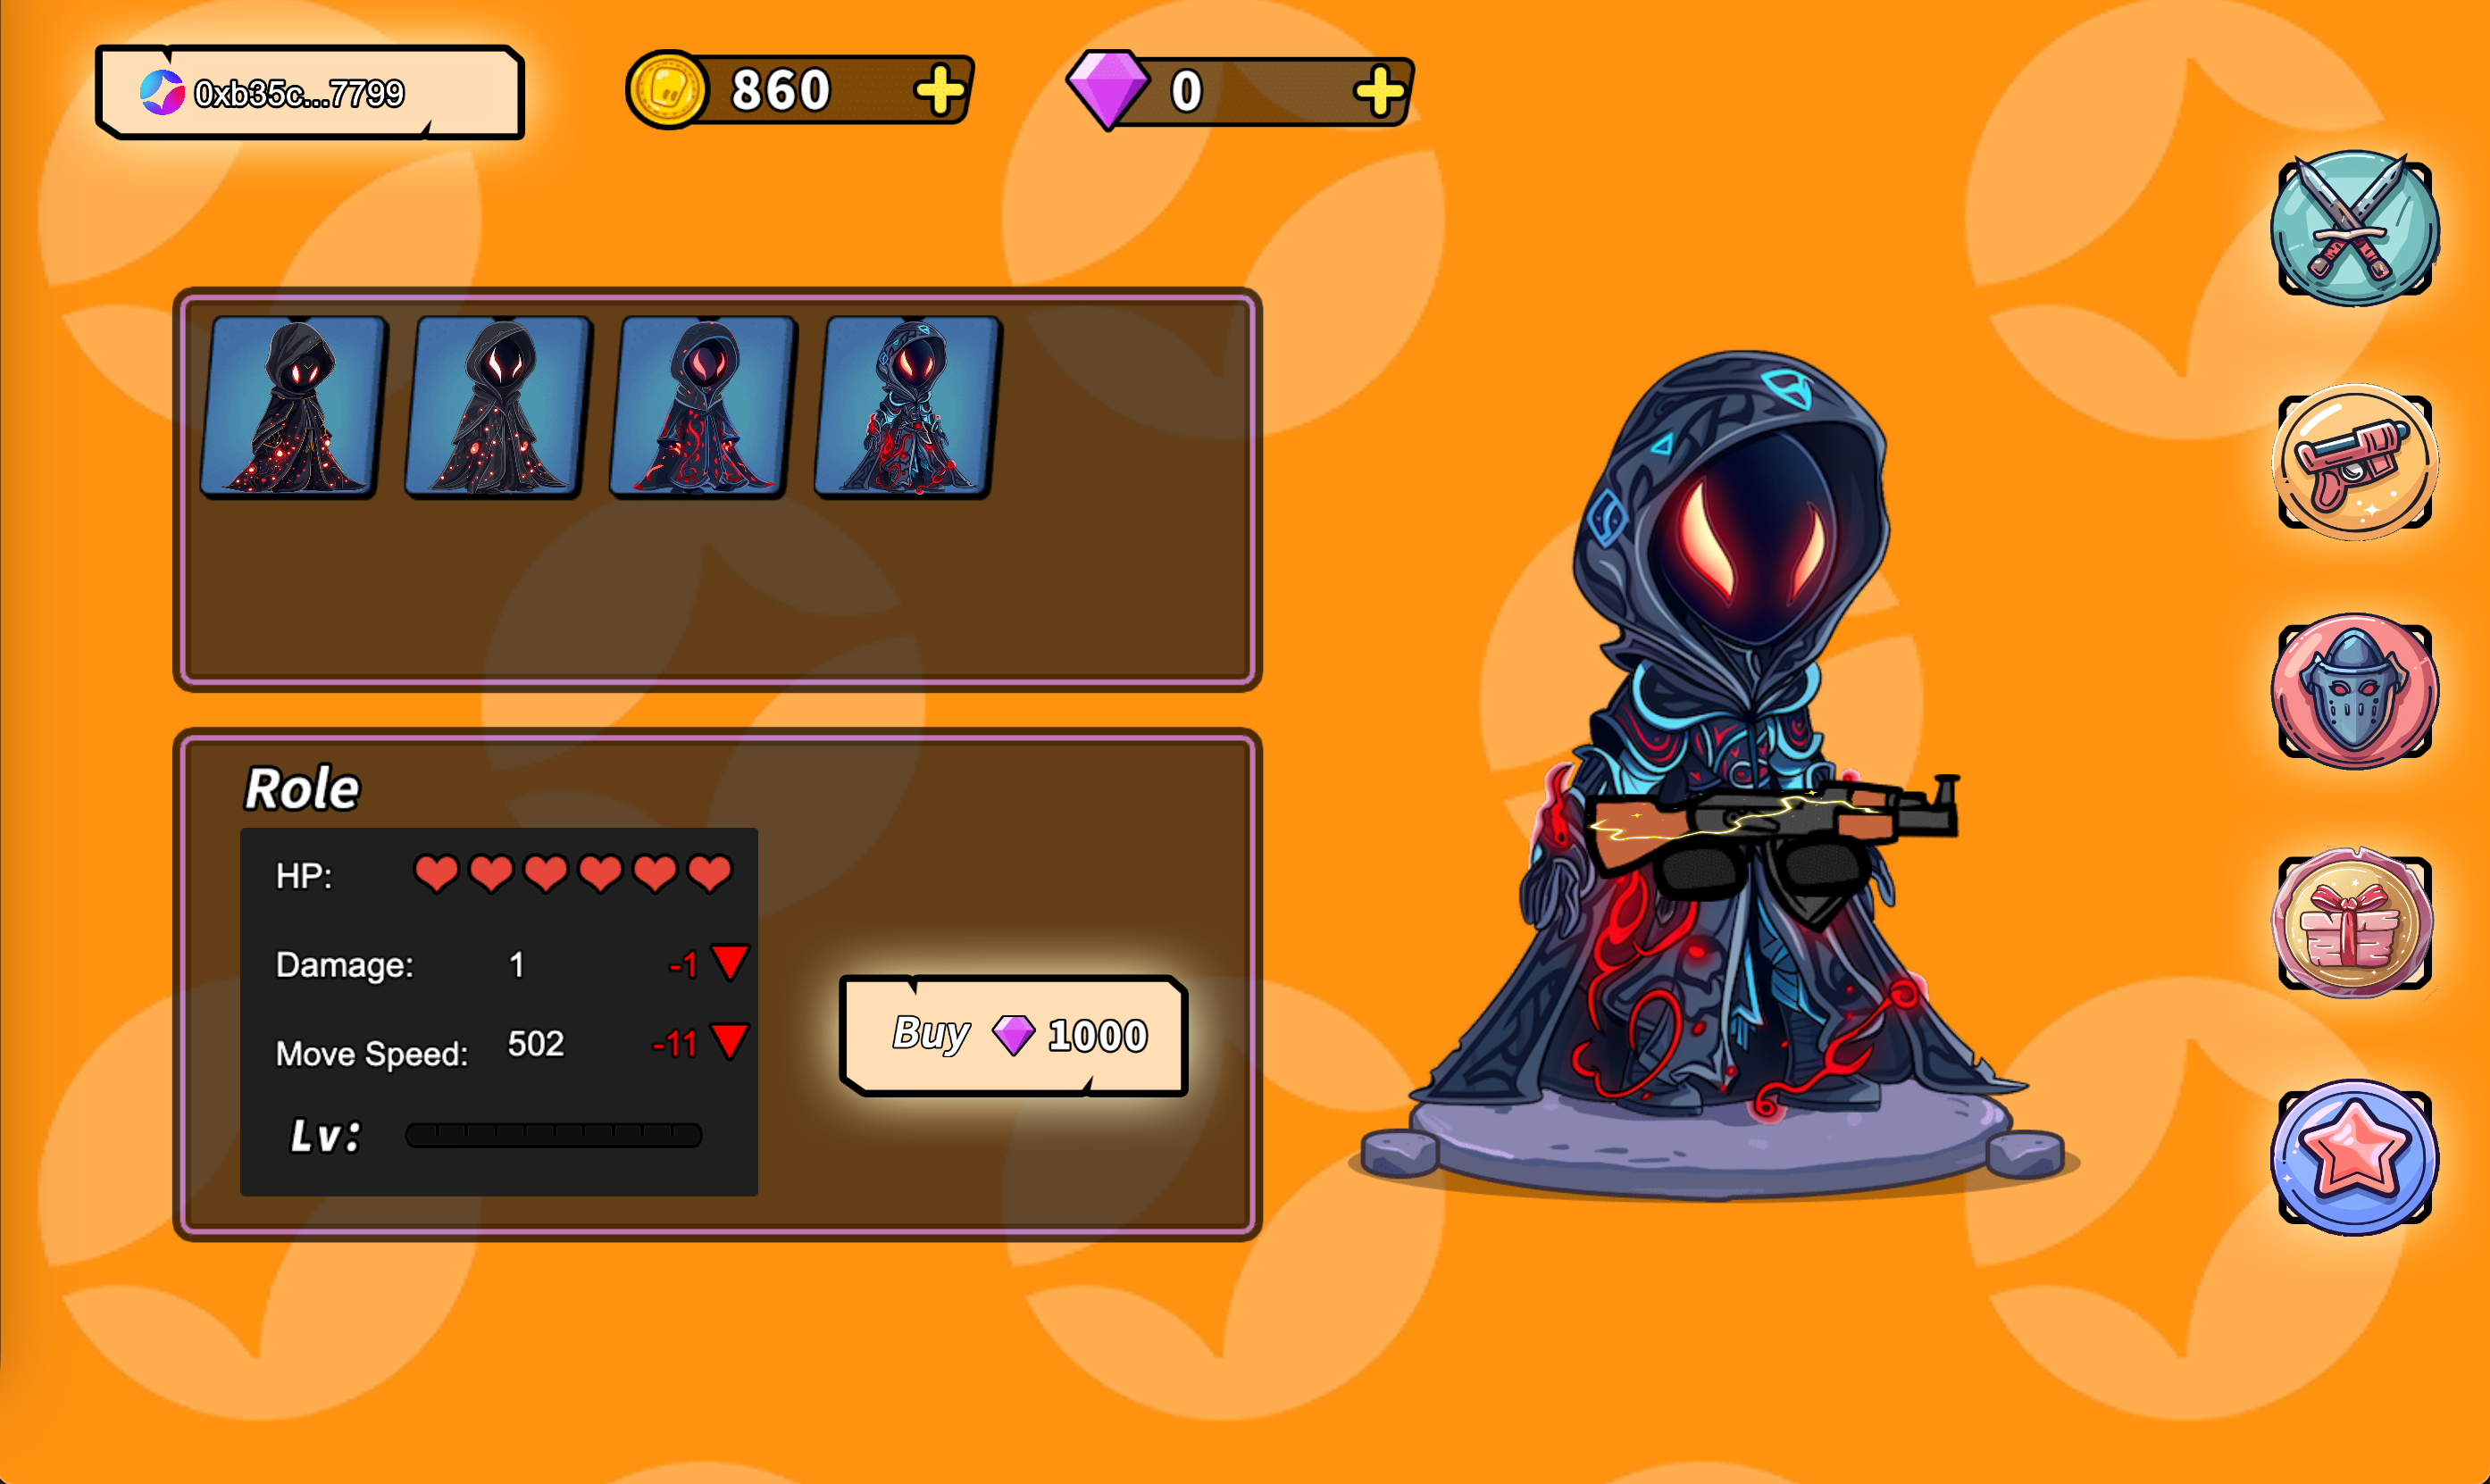 0xb35c...7799
860
0
Role
HP:
Damage: 1 -1
Move Speed: 502 -11
Lv:
Buy 1000